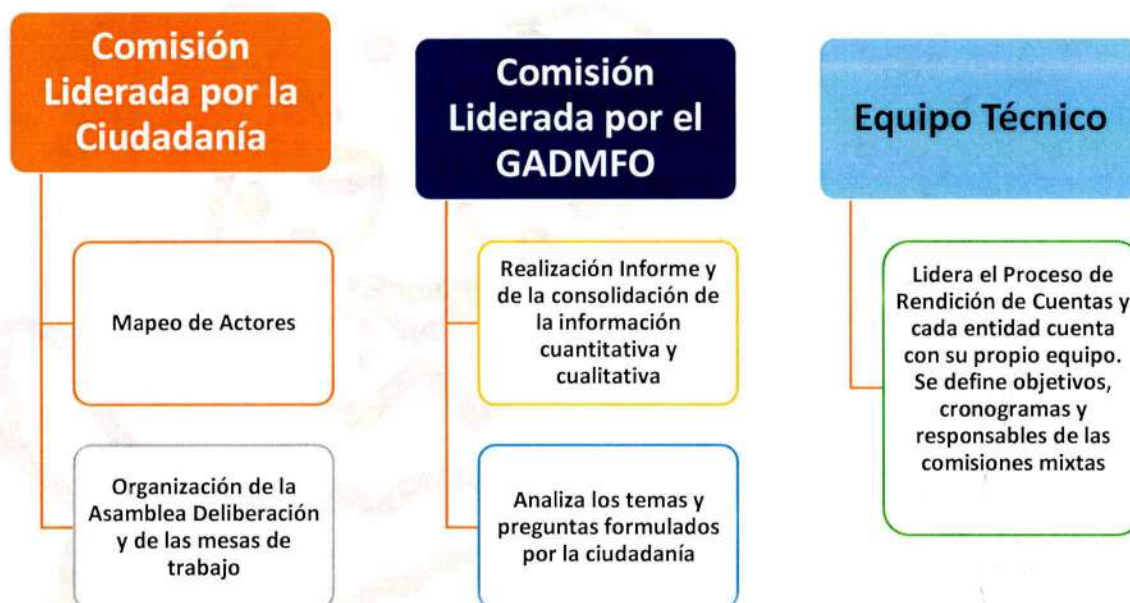 Comisión
Liderada por la
Ciudadanía
Mapeo de Actores
Organización de la
Asamblea Deliberación
y de las mesas de
trabajo
Comisión
Liderada por el
GADMFO
Realización Informe y
de la consolidación de
la información
cuantitativa y
cualitativa
Analiza los temas y
preguntas formulados
por la ciudadanía
Equipo Técnico
Lidera el Proceso de
Rendición de Cuentas y
cada entidad cuenta
con su propio equipo.
Se define objetivos,
cronogramas y
responsables de las
comisiones mixtas